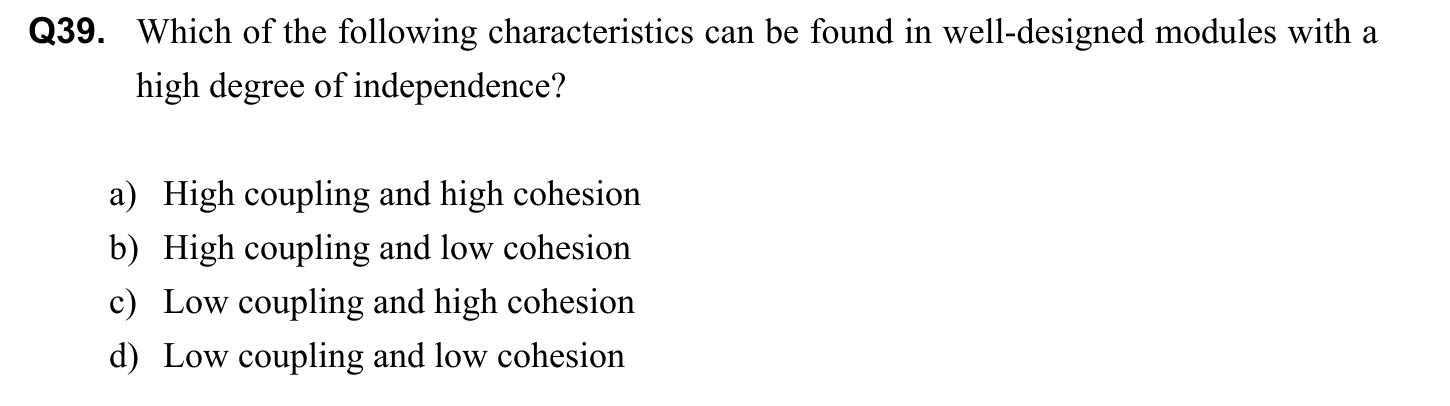 Q39. Which of the following characteristics can be found in well-designed modules with a
high degree of independence?
a) High coupling and high cohesion
b) High coupling and low cohesion
c) Low coupling and high cohesion
d) Low coupling and low cohesion